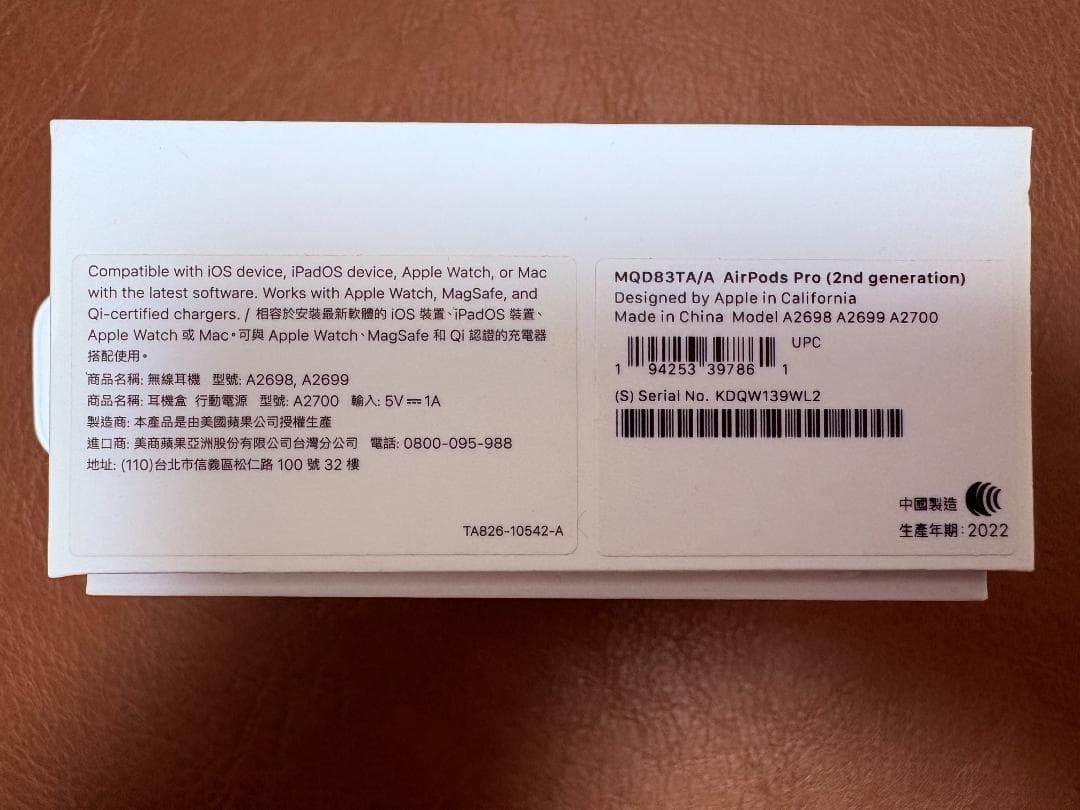 Compatible with iOS device, iPadOS device, Apple Watch, or Mac
with the latest software. Works with Apple Watch, MagSafe, and
Qi-certified chargers. / 相容於安裝最新軟體的 iOS 裝置、iPadOS 裝置、
Apple Watch 或 Mac。可與 Apple Watch、MagSafe 和 Qi 認證的充電器
搭配使用。
商品名稱: 無線耳機 型號: A2698, A2699
商品名稱: 耳機盒 行動電源 型號: A2700 輸入: 5V⎓1A
製造商: 本產品是由美國蘋果公司授權生產
進口商: 美商蘋果亞洲股份有限公司台灣分公司 電話: 0800-095-988
地址: (110)台北市信義區松仁路 100 號 32 樓
TA826-10542-A
MQD83TA/A AirPods Pro (2nd generation)
Designed by Apple in California
Made in China Model A2698 A2699 A2700
UPC
1 94253 39786 1
(S) Serial No. KDQW139WL2
中國製造
生產年期: 2022